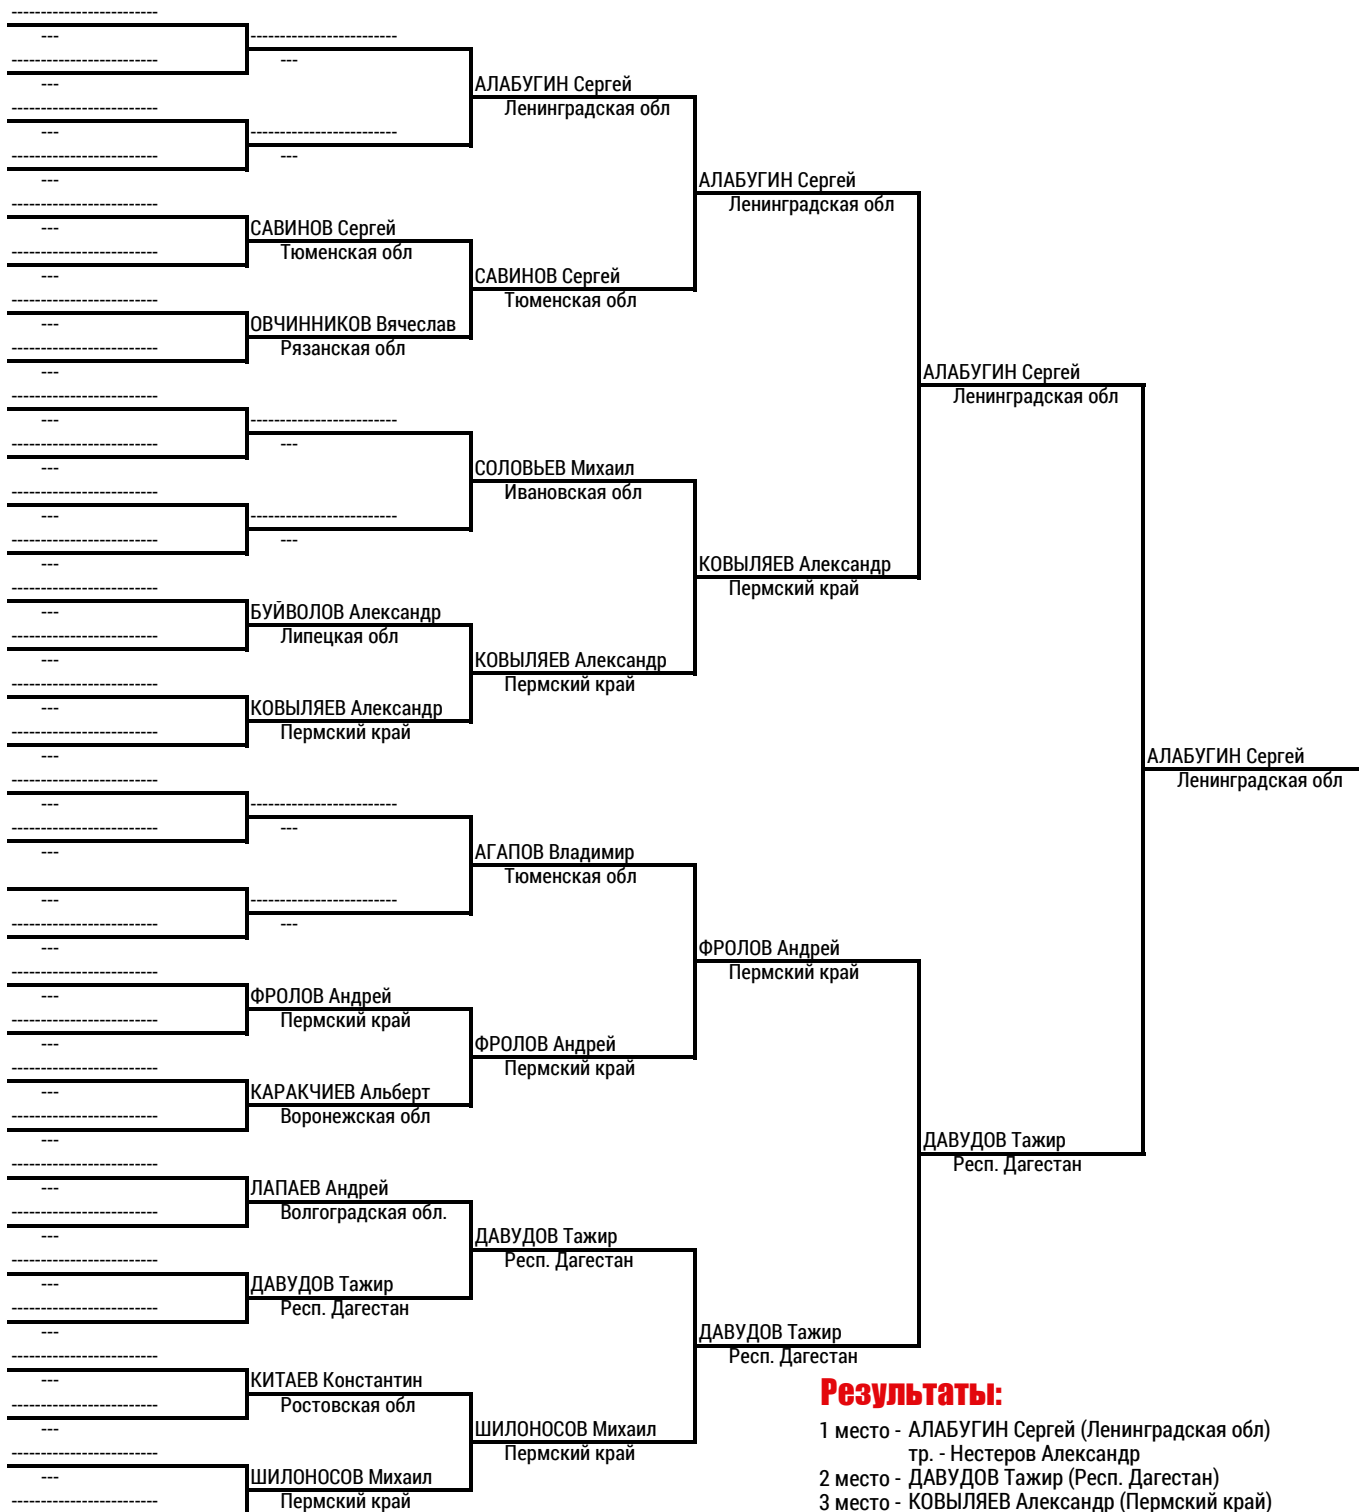 -------------------------
---
-------------------------
---
-------------------------
---
АЛАБУГИН Сергей
Ленинградская обл
-------------------------
---
-------------------------
---
-------------------------
---
АЛАБУГИН Сергей
Ленинградская обл
-------------------------
---
САВИНОВ Сергей
Тюменская обл
-------------------------
---
САВИНОВ Сергей
Тюменская обл
-------------------------
---
ОВЧИННИКОВ Вячеслав
Рязанская обл
-------------------------
---
АЛАБУГИН Сергей
Ленинградская обл
-------------------------
---
-------------------------
---
-------------------------
---
СОЛОВЬЕВ Михаил
Ивановская обл
-------------------------
---
-------------------------
---
-------------------------
---
КОВЫЛЯЕВ Александр
Пермский край
-------------------------
---
БУЙВОЛОВ Александр
Липецкая обл
-------------------------
---
КОВЫЛЯЕВ Александр
Пермский край
-------------------------
---
КОВЫЛЯЕВ Александр
Пермский край
-------------------------
---
АЛАБУГИН Сергей
Ленинградская обл
-------------------------
---
-------------------------
---
-------------------------
---
АГАПОВ Владимир
Тюменская обл
---
-------------------------
---
-------------------------
---
ФРОЛОВ Андрей
Пермский край
-------------------------
---
ФРОЛОВ Андрей
Пермский край
-------------------------
---
ФРОЛОВ Андрей
Пермский край
-------------------------
---
КАРАКЧИЕВ Альберт
Воронежская обл
-------------------------
---
ДАВУДОВ Тажир
Респ. Дагестан
-------------------------
---
ЛАПАЕВ Андрей
Волгоградская обл.
-------------------------
---
ДАВУДОВ Тажир
Респ. Дагестан
-------------------------
---
ДАВУДОВ Тажир
Респ. Дагестан
-------------------------
---
ДАВУДОВ Тажир
Респ. Дагестан
-------------------------
---
КИТАЕВ Константин
Ростовская обл
-------------------------
---
ШИЛОНОСОВ Михаил
Пермский край
-------------------------
---
ШИЛОНОСОВ Михаил
Пермский край
-------------------------
Результаты:
1 место - АЛАБУГИН Сергей (Ленинградская обл)
тр. - Нестеров Александр
2 место - ДАВУДОВ Тажир (Респ. Дагестан)
3 место - КОВЫЛЯЕВ Александр (Пермский край)